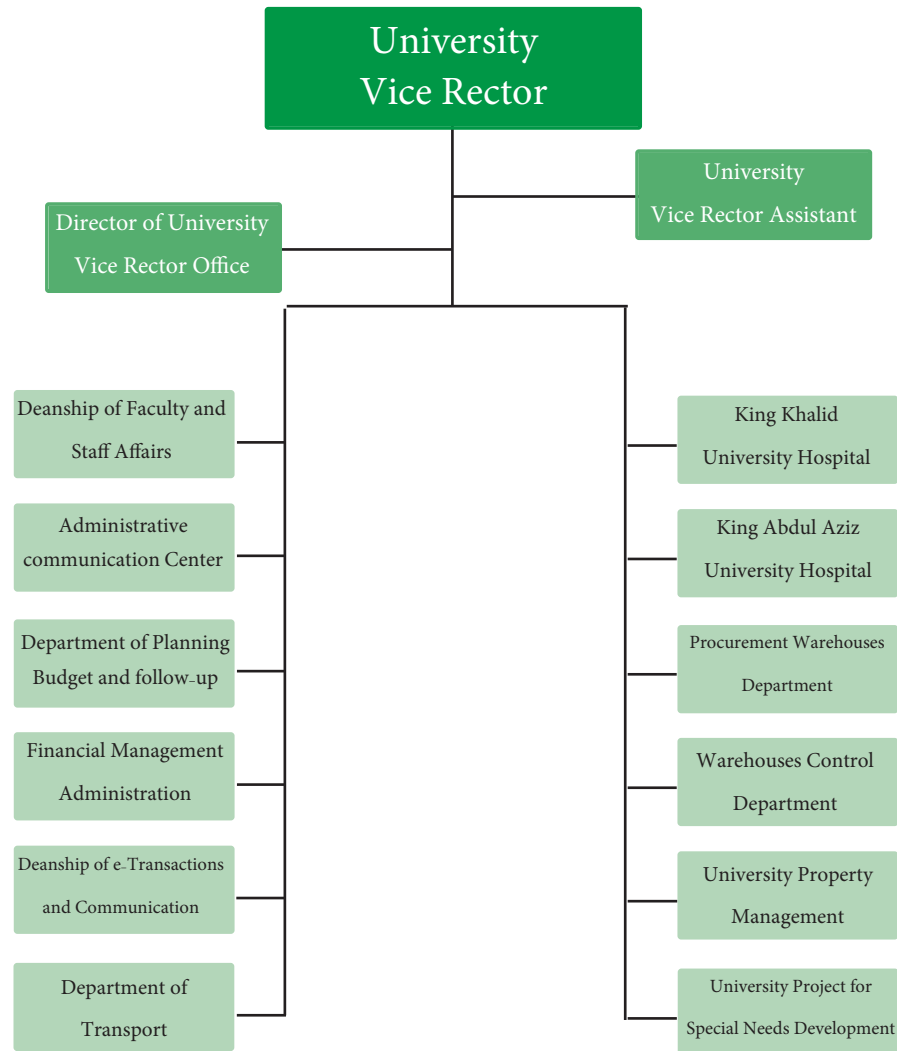 University
Vice Rector
University
Vice Rector Assistant
Director of University
Vice Rector Office
Deanship of Faculty and
Staff Affairs
Administrative
communication Center
Department of Planning
Budget and follow-up
Financial Management
Administration
Deanship of e-Transactions
and Communication
Department of
Transport
King Khalid
University Hospital
King Abdul Aziz
University Hospital
Procurement Warehouses
Department
Warehouses Control
Department
University Property
Management
University Project for
Special Needs Development